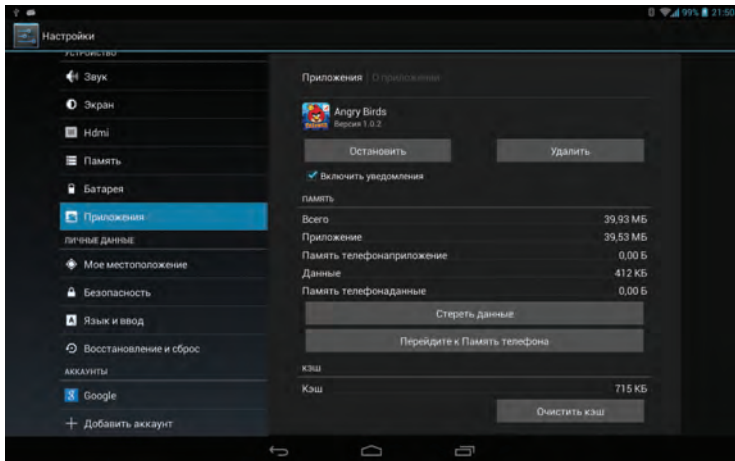 99% 21:50
Настройки
УСТРОЙСТВО
Звук
Экран
Hdmi
Память
Батарея
Приложения
ЛИЧНЫЕ ДАННЫЕ
Мое местоположение
Безопасность
Язык и ввод
Восстановление и сброс
АККАУНТЫ
Google
Добавить аккаунт
Приложения О приложении
Angry Birds
Версия 1.0.2
Остановить Удалить
Включить уведомления
ПАМЯТЬ
Всего 39,93 МБ
Приложение 39,53 МБ
Память телефонаприложение 0,00 Б
Данные 412 КБ
Память телефонаданные 0,00 Б
Стереть данные
Перейдите к Память телефона
КЭШ
Кэш 715 КБ
Очистить кэш